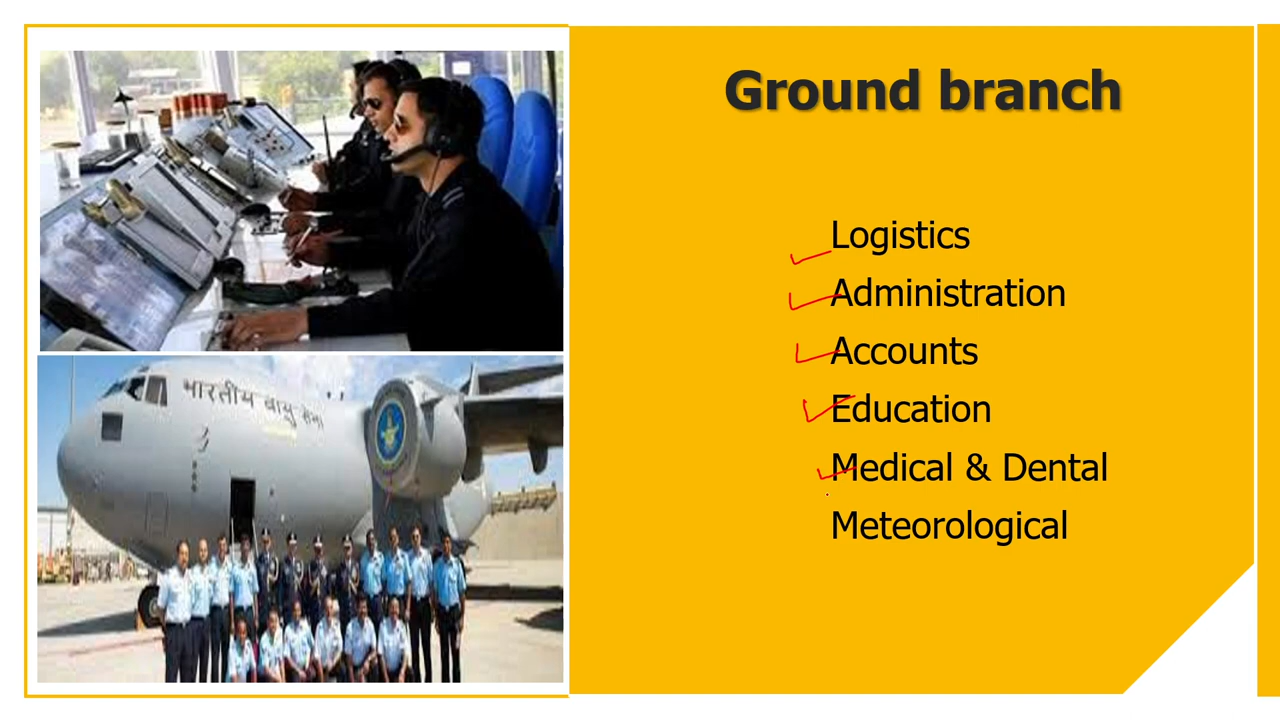 Ground branch
Logistics
Administration
Accounts
Education
Medical & Dental
Meteorological
भारतीय वायु सेना